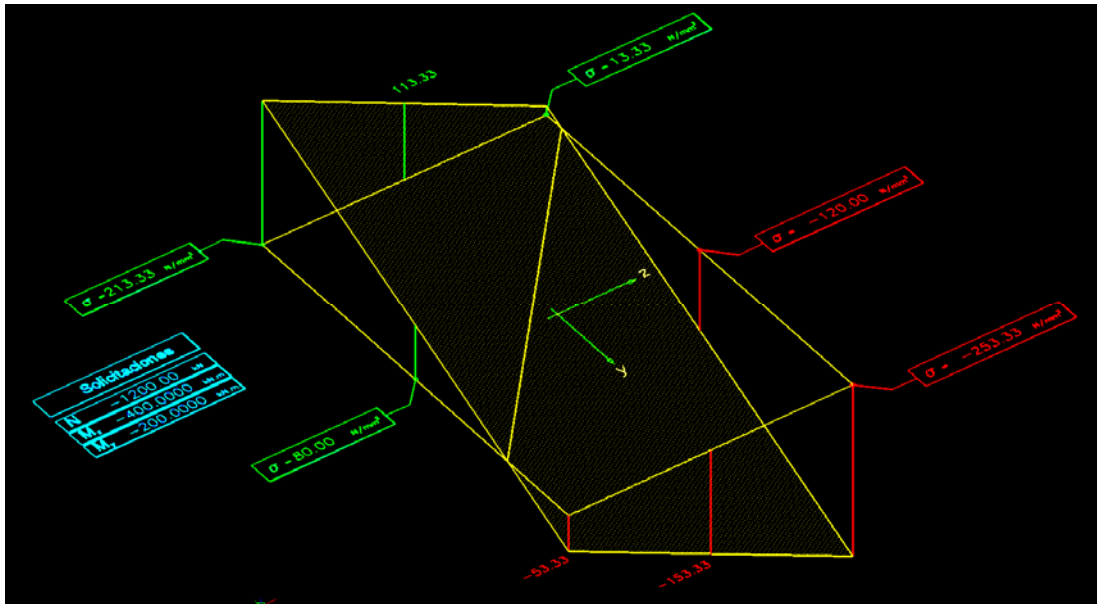 113.33
σ = 13.33 N/mm²
σ = -120.00 N/mm²
σ =213.33 N/mm²
z
y
σ = -253.33 N/mm²
Solicitaciones
N -1200.00 kN
-400.0000 kN.m
-200.0000 kN.m
σ =80.00 N/mm²
-53.33
-153.33